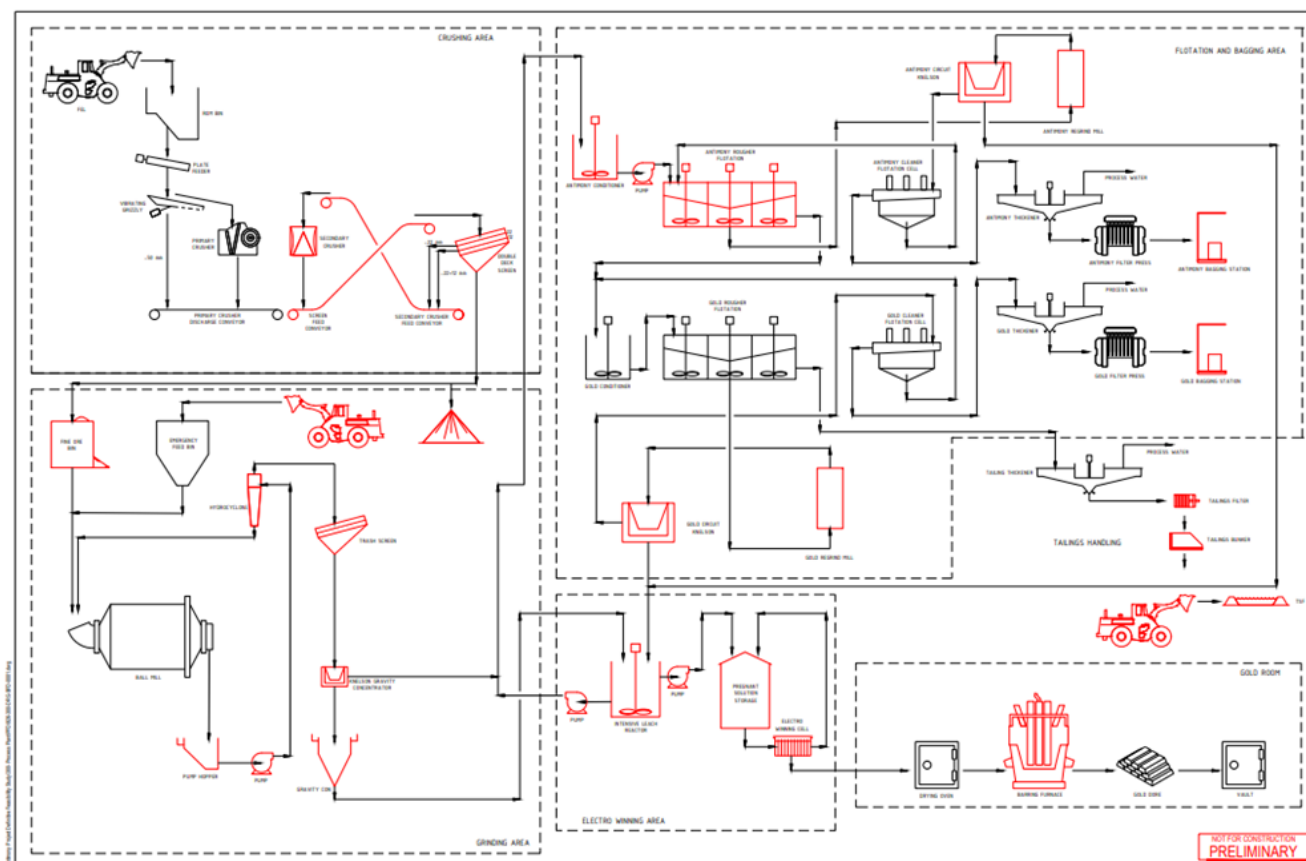 CRUSHING AREA
FEL
ROM BIN
PLATE
FEEDER
VIBRATING
GRIZZLY
PRIMARY
CRUSHER
SECONDARY
CRUSHER
DOUBLE
DECK
SCREEN
PRIMARY CRUSHER
DISCHARGE CONVEYOR
SCREEN
FEED
CONVEYOR
SECONDARY CRUSHER
FEED CONVEYOR
FLOTATION AND BAGGING AREA
ANTIMONY CIRCUIT
KNELSON
ANTIMONY REGRIND MILL
ANTIMONY CONDITIONER
PUMP
ANTIMONY ROUGHER
FLOTATION
ANTIMONY CLEANER
FLOTATION CELL
PROCESS WATER
ANTIMONY THICKENER
ANTIMONY FILTER PRESS
ANTIMONY BAGGING STATION
GOLD CONDITIONER
GOLD ROUGHER
FLOTATION
GOLD CLEANER
FLOTATION CELL
PROCESS WATER
GOLD THICKENER
GOLD FILTER PRESS
GOLD BAGGING STATION
GOLD CIRCUIT
KNELSON
GOLD REGRIND MILL
PROCESS WATER
TAILING THICKENER
TAILINGS FILTER
TAILINGS BUNKER
TAILINGS HANDLING
TSF
FINE ORE
BIN
EMERGENCY
FEED BIN
HYDROCYCLONE
TRASH SCREEN
BALL MILL
KNELSON GRAVITY
CONCENTRATOR
PUMP HOPPER
PUMP
GRAVITY CON
GRINDING AREA
PUMP
INTENSIVE LEACH
REACTOR
PUMP
PREGNANT
SOLUTION
STORAGE
ELECTRO
WINNING CELL
ELECTRO WINNING AREA
GOLD ROOM
DRYING OVEN
BARRING FURNACE
GOLD DORE
VAULT
NOT FOR CONSTRUCTION
PRELIMINARY